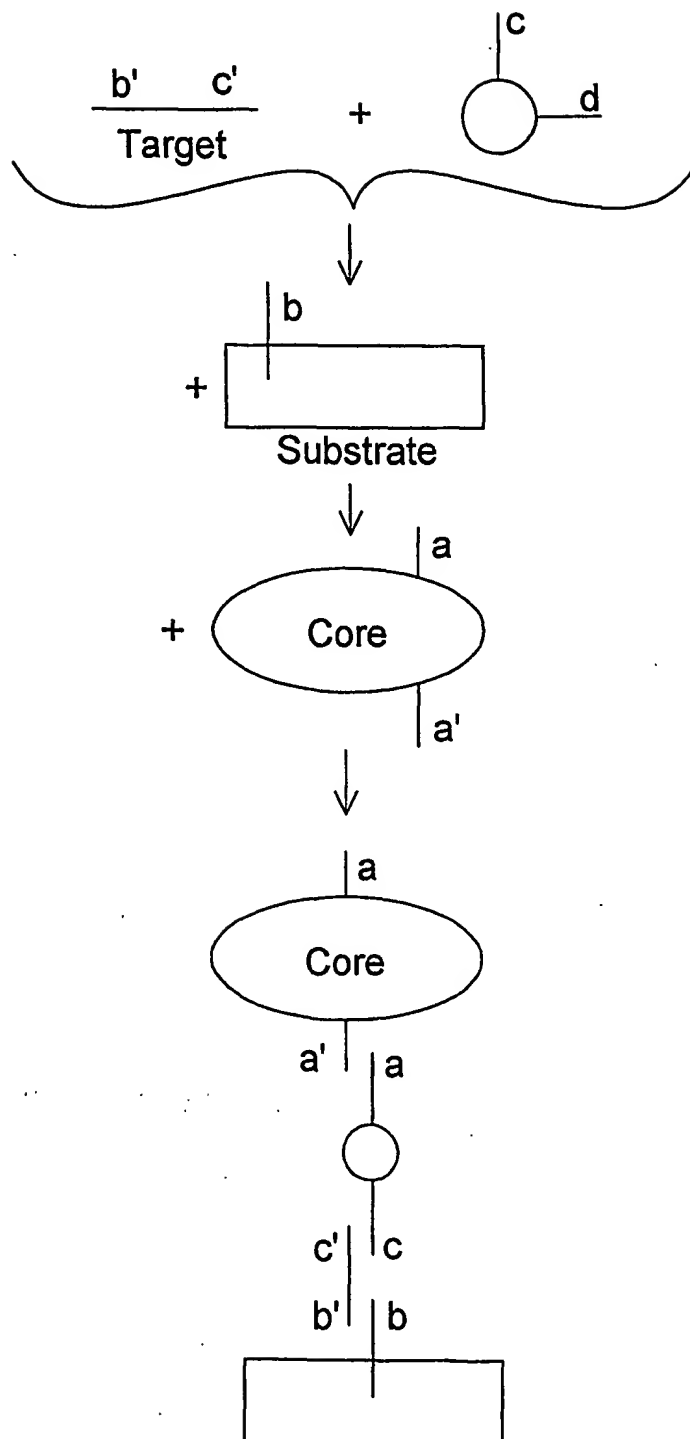 c
b' c'
+
d
Target
b
+
Substrate
a
+ Core
a'
a
Core
a' a
c' c
b' b